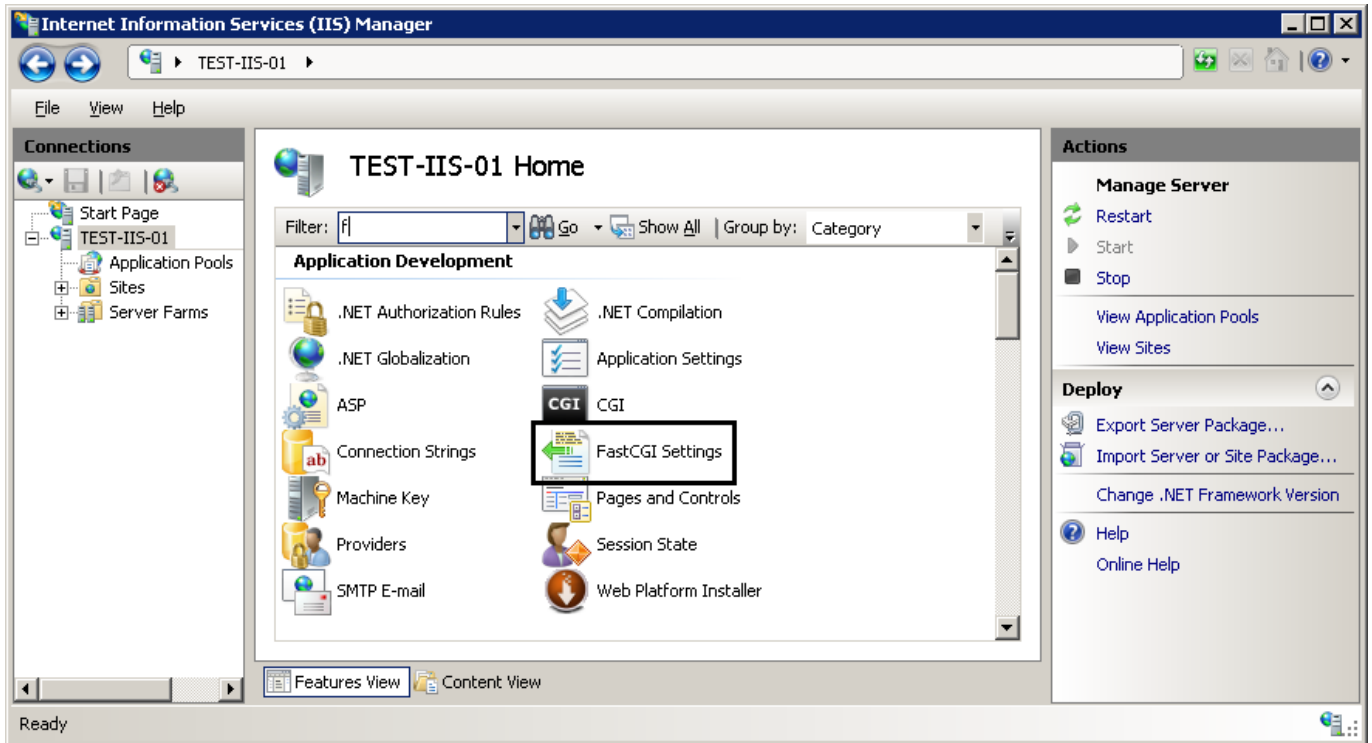 Internet Information Services (IIS) Manager
TEST-IIS-01
File View Help
Connections
Start Page
TEST-IIS-01
Application Pools
Sites
Server Farms
TEST-IIS-01 Home
Filter: f Go Show All Group by: Category
Application Development
.NET Authorization Rules .NET Compilation
.NET Globalization Application Settings
ASP CGI CGI
Connection Strings FastCGI Settings
ab
Machine Key Pages and Controls
Providers Session State
SMTP E-mail Web Platform Installer
Features View Content View
Actions
Manage Server
Restart
Start
Stop
View Application Pools
View Sites
Deploy
Export Server Package...
Import Server or Site Package...
Change .NET Framework Version
Help
Online Help
Ready